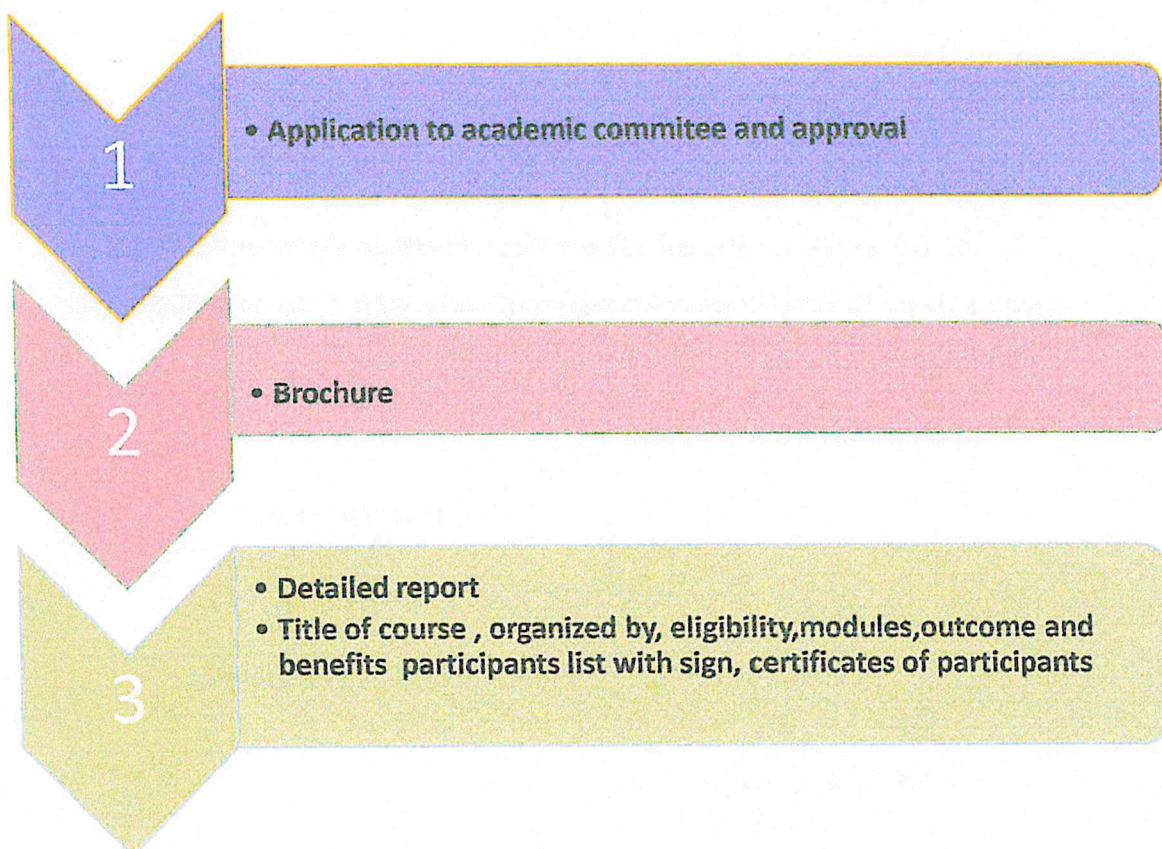 1
• Application to academic commitee and approval
2
• Brochure
3
• Detailed report
• Title of course , organized by, eligibility,modules,outcome and
benefits participants list with sign, certificates of participants